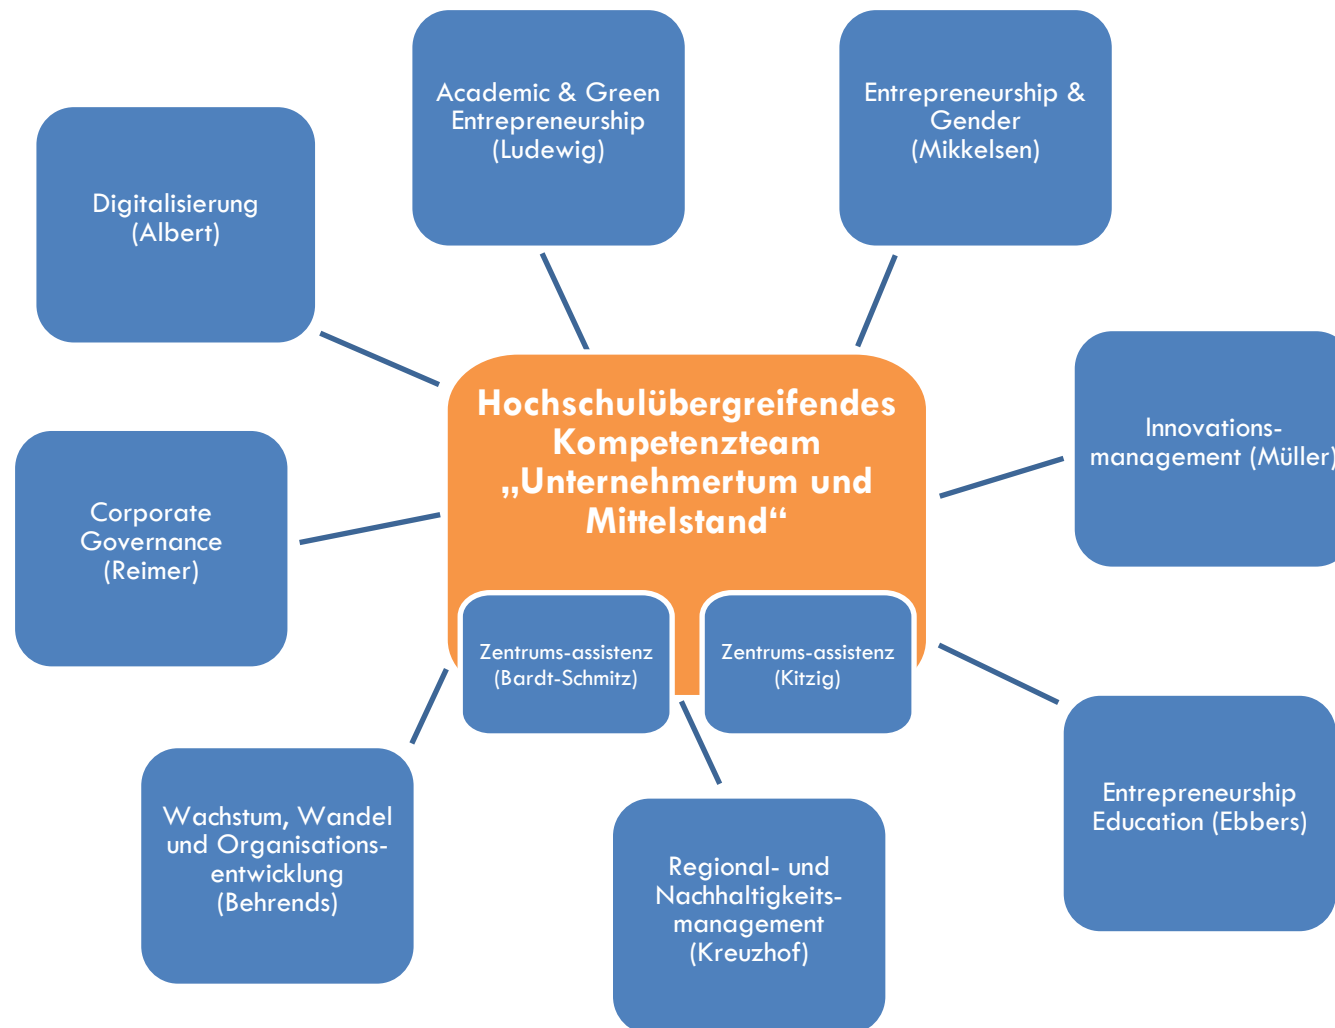 Academic & Green
Entrepreneurship
(Ludewig)
Entrepreneurship &
Gender
(Mikkelsen)
Digitalisierung
(Albert)
Hochschulübergreifendes
Kompetenzteam
„Unternehmertum und
Mittelstand“
Innovations-
management (Müller)
Corporate
Governance
(Reimer)
Zentrums-assistenz
(Bardt-Schmitz)
Zentrums-assistenz
(Kitzig)
Entrepreneurship
Education (Ebbers)
Wachstum, Wandel
und Organisations-
entwicklung
(Behrends)
Regional- und
Nachhaltigkeits-
management
(Kreuzhof)